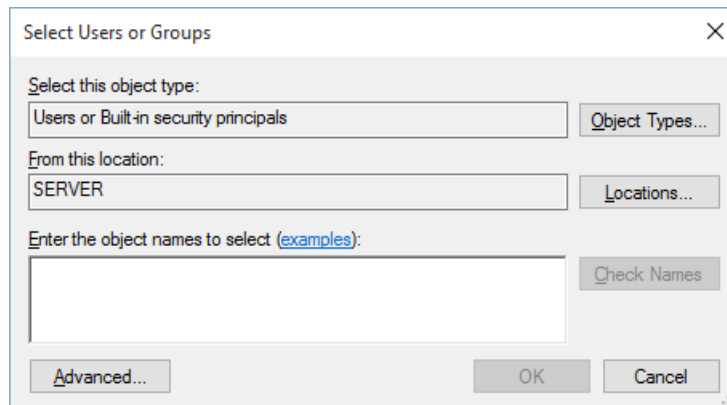 Select Users or Groups
Select this object type:
Users or Built-in security principals
Object Types...
From this location:
SERVER
Locations...
Enter the object names to select (examples):
Check Names
Advanced...
OK
Cancel